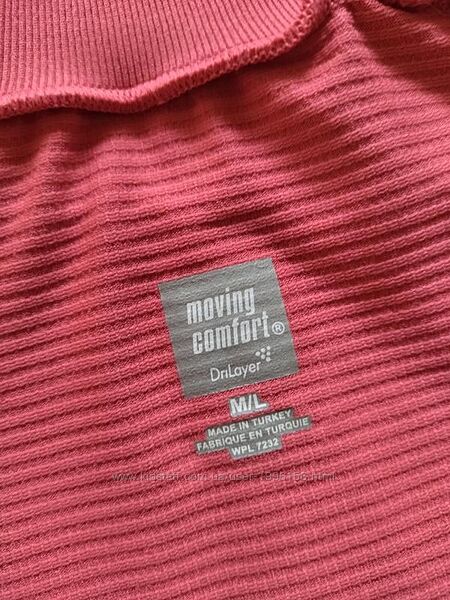 moving
comfort®
DriLayer
M/L
MADE IN TURKEY
FABRIQUE EN TURQUIE
WPL 7232